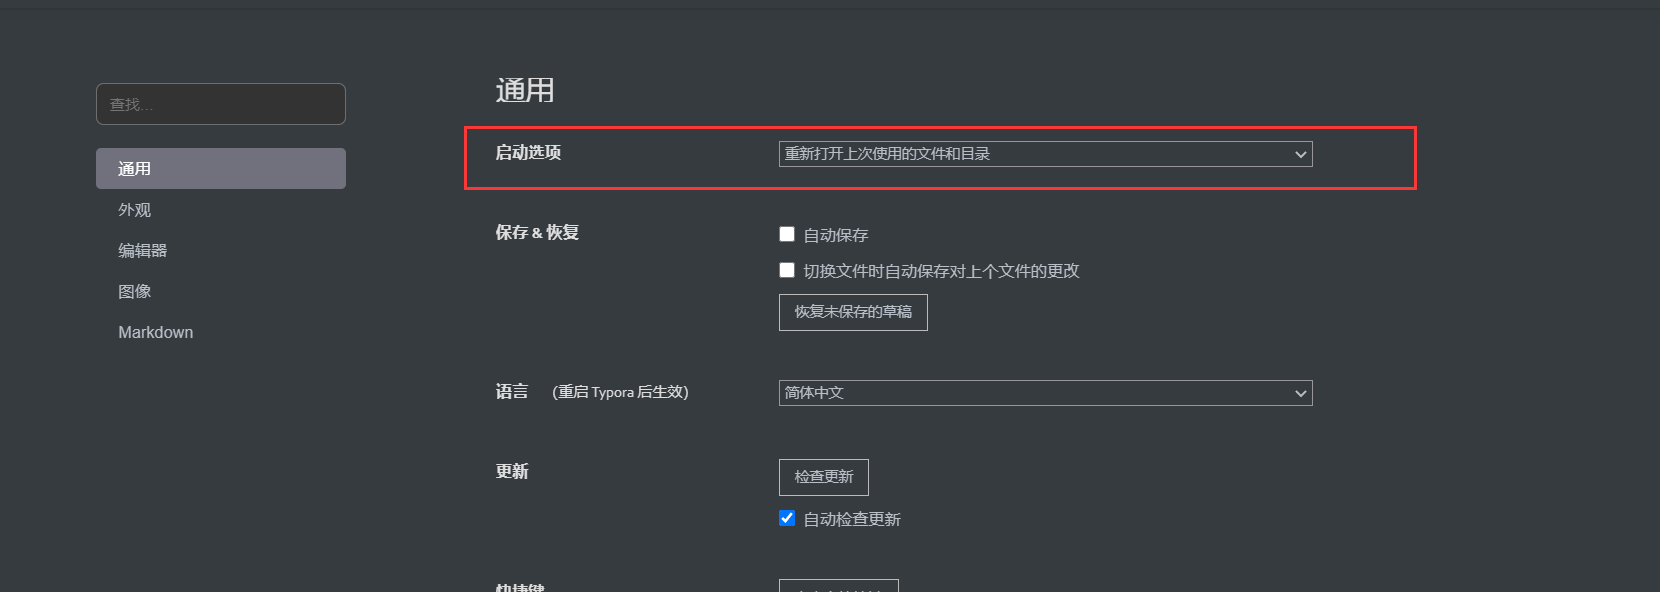 查找...
通用
外观
编辑器
图像
Markdown
通用
启动选项
重新打开上次使用的文件和目录
保存 & 恢复
自动保存
切换文件时自动保存对上个文件的更改
恢复未保存的草稿
语言 (重启 Typora 后生效)
简体中文
更新
检查更新
自动检查更新
快捷键